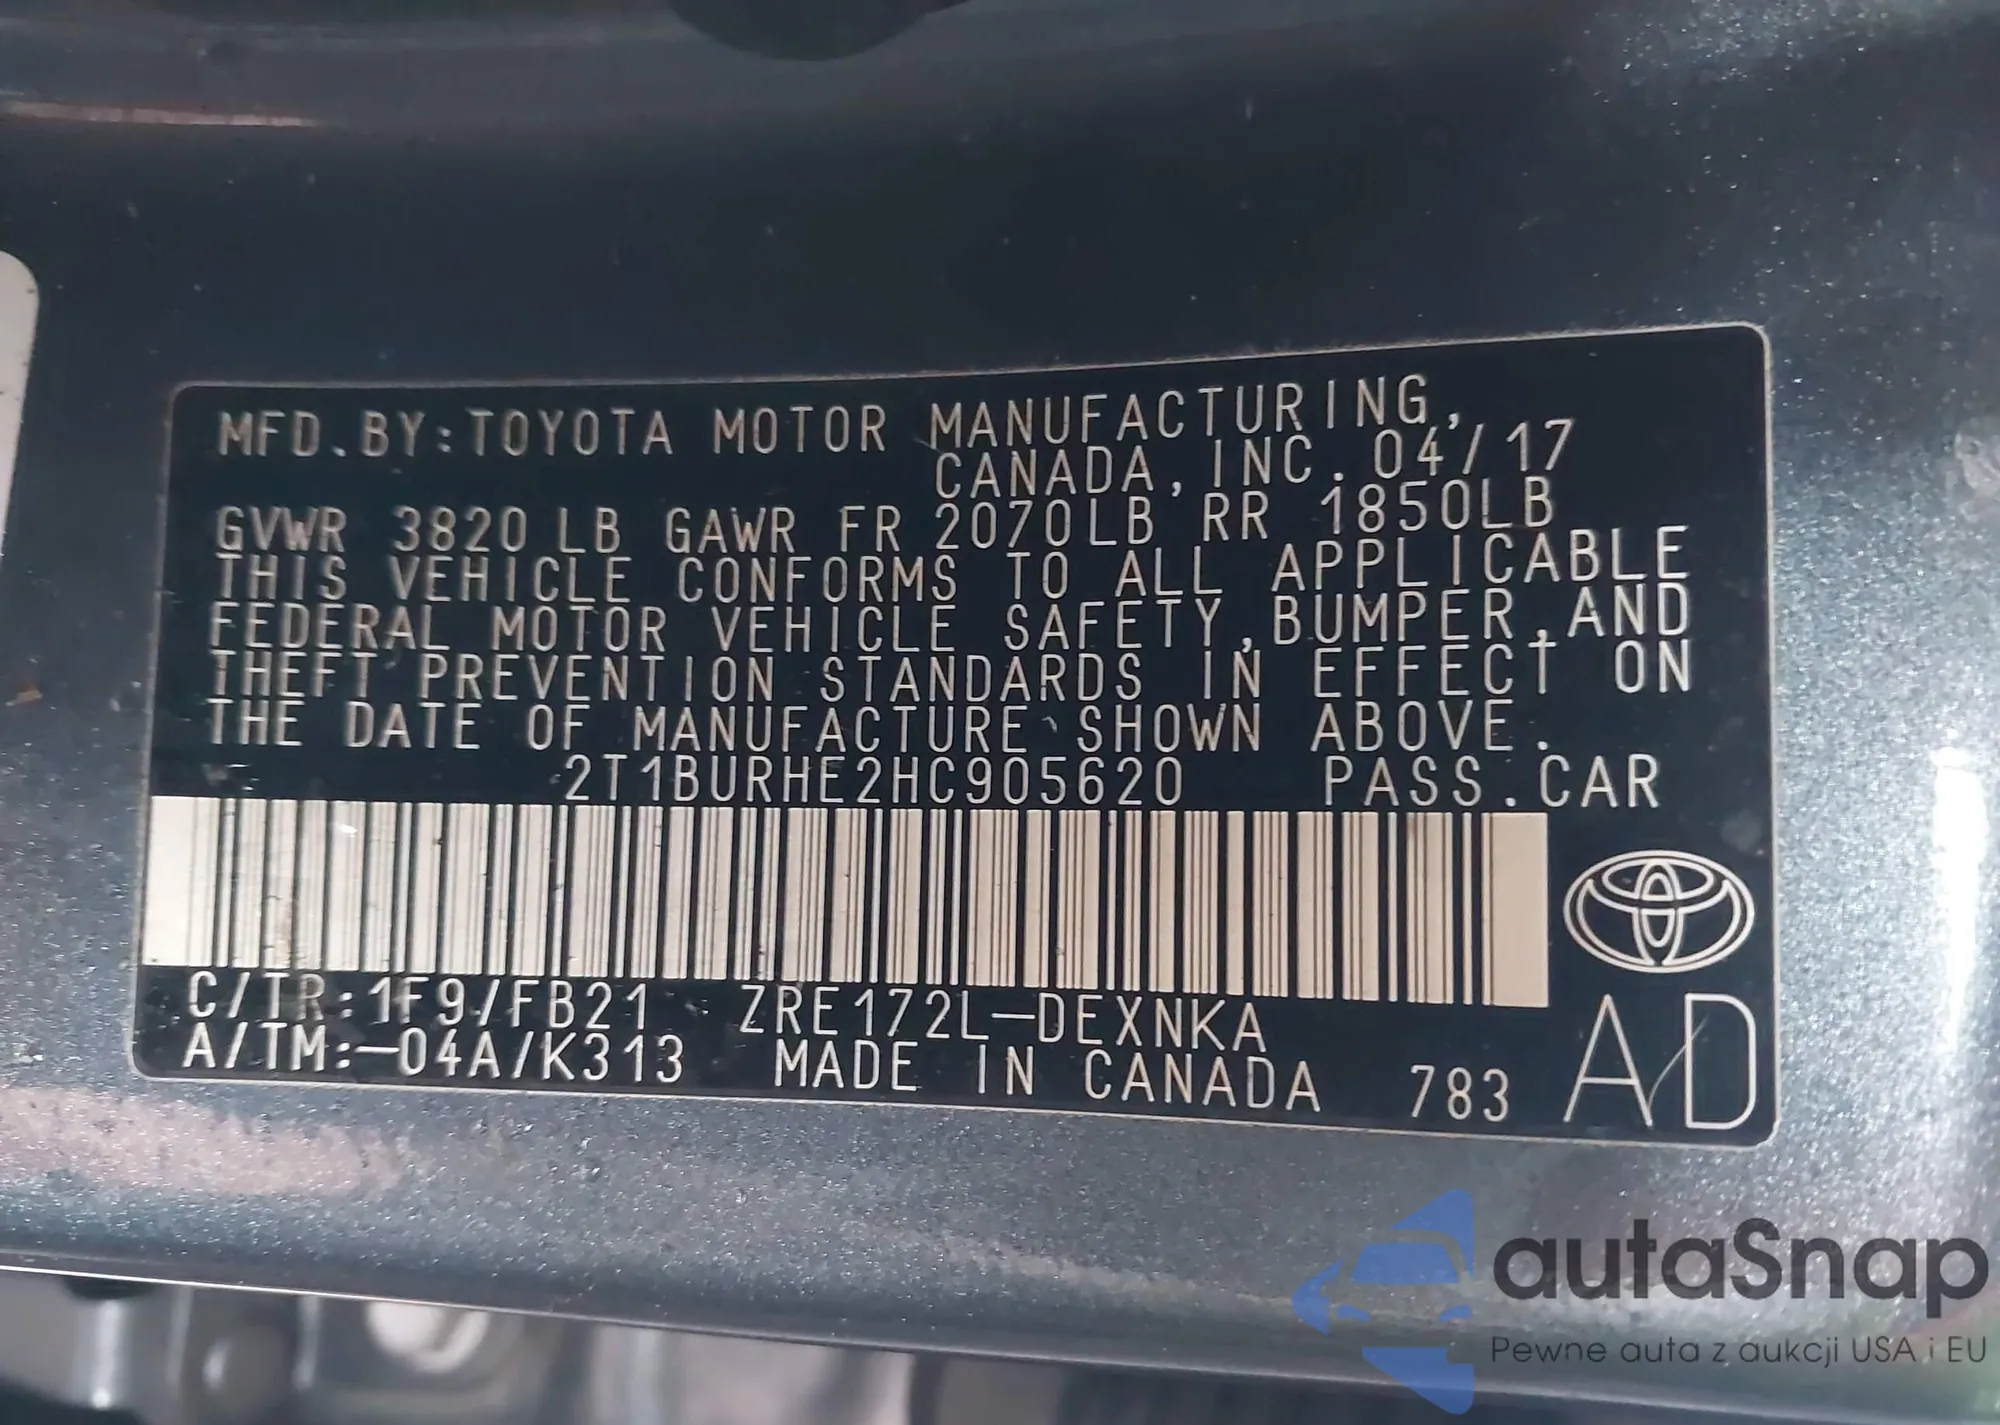 MFD.BY:TOYOTA MOTOR MANUFACTURING,
CANADA,INC. 04/17
GVWR 3820 LB GAWR FR 2070LB RR 1850LB
THIS VEHICLE CONFORMS TO ALL APPLICABLE
FEDERAL MOTOR VEHICLE SAFETY,BUMPER,AND
THEFT PREVENTION STANDARDS IN EFFECT ON
THE DATE OF MANUFACTURE SHOWN ABOVE.
2T1BURHE2HC905620 PASS.CAR
C/TR:1F9/FB21 ZRE172L-DEXNKA
A/TM:-04A/K313 MADE IN CANADA 783
AD
autaSnap
Pewne auta z aukcji USA i EU